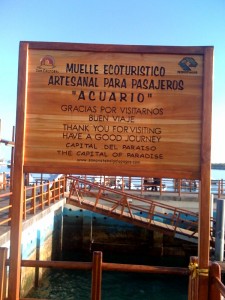 MUELLE ECOTURISTICO
ARTESANAL PARA PASAJEROS
"ACUARIO"
GRACIAS POR VISITARNOS
BUEN VIAJE
THANK YOU FOR VISITING
HAVE A GOOD JOURNEY
CAPITAL DEL PARAISO
THE CAPITAL OF PARADISE